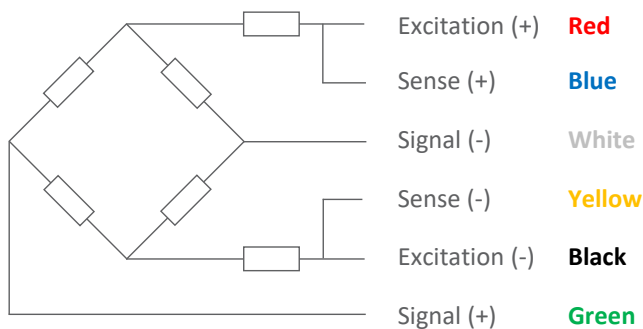 Excitation (+) Red
Sense (+) Blue
Signal (-) White
Sense (-) Yellow
Excitation (-) Black
Signal (+) Green